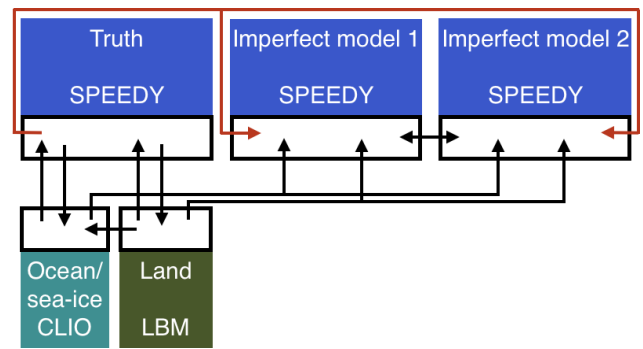 Truth
SPEEDY
Imperfect model 1
SPEEDY
Imperfect model 2
SPEEDY
Ocean/
sea-ice
CLIO
Land
LBM